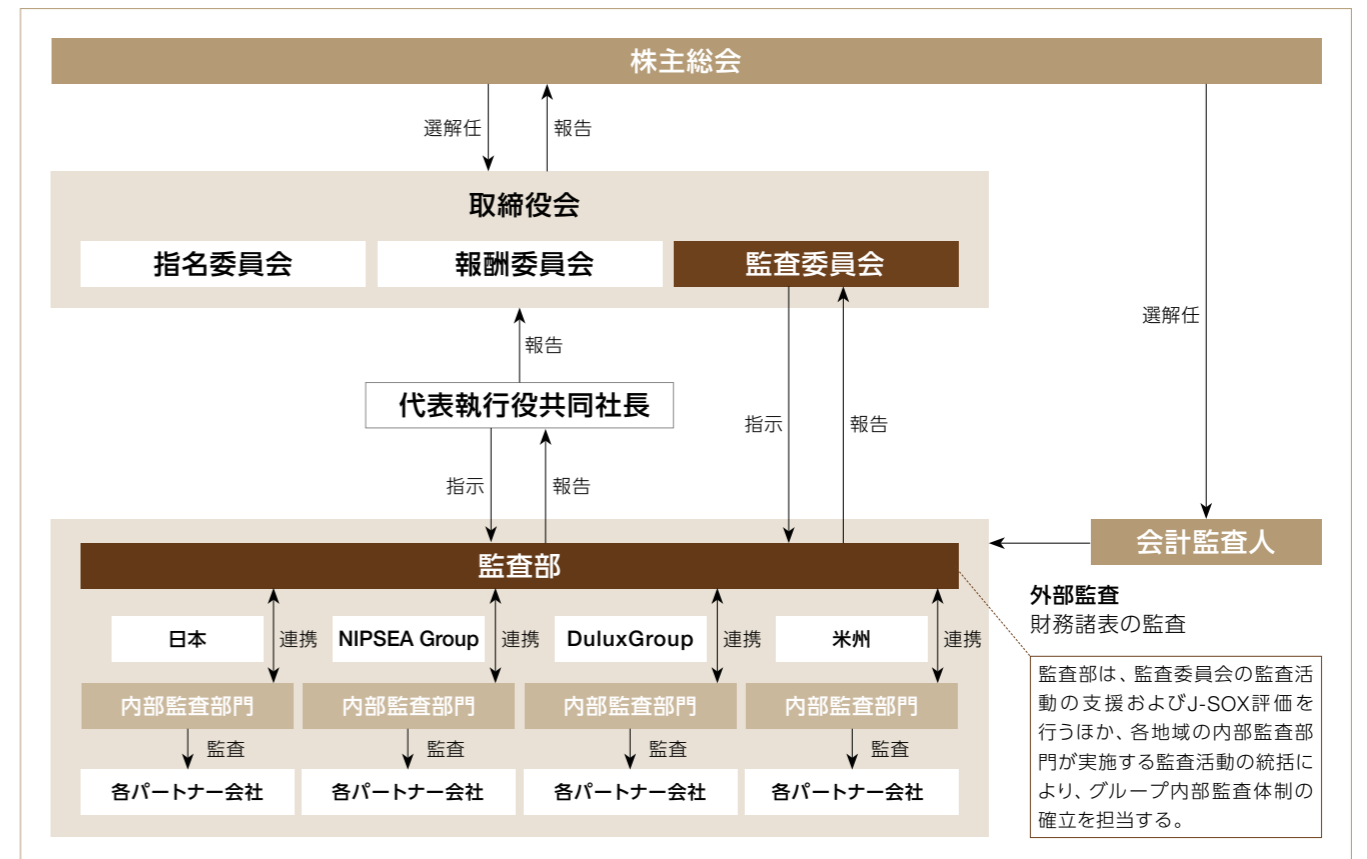 株主総会
選解任
報告
取締役会
指名委員会
報酬委員会
監査委員会
選解任
報告
代表執行役共同社長
指示
報告
指示
報告
会計監査人
監査部
外部監査
財務諸表の監査
日本
連携
NIPSEA Group
連携
DuluxGroup
連携
米州
連携
内部監査部門
内部監査部門
内部監査部門
内部監査部門
監査
監査
監査
監査
各パートナー会社
各パートナー会社
各パートナー会社
各パートナー会社
監査部は、監査委員会の監査活
動の支援およびJ-SOX評価を
行うほか、各地域の内部監査部
門が実施する監査活動の統括に
より、グループ内部監査体制の
確立を担当する。